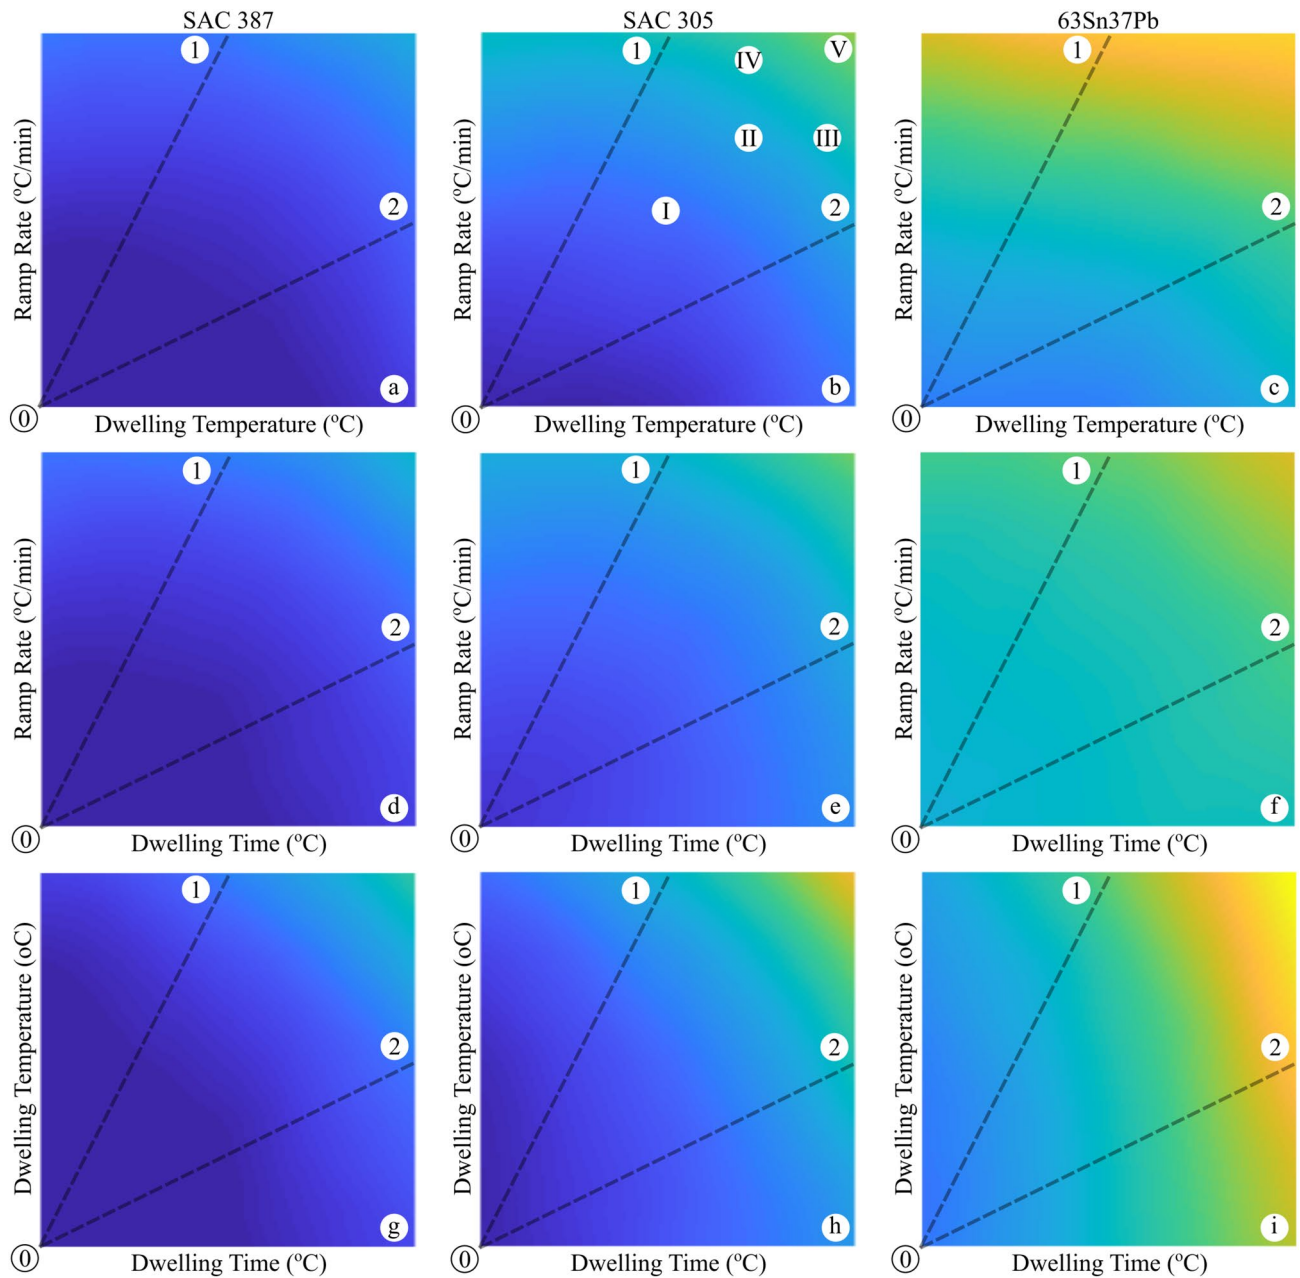 SAC 387
SAC 305
63Sn37Pb
1
1
IV
V
1
II
III
2
I
2
2
Ramp Rate (ºC/min)
Ramp Rate (ºC/min)
Ramp Rate (ºC/min)
a
b
c
0
Dwelling Temperature (ºC)
0
Dwelling Temperature (ºC)
0
Dwelling Temperature (ºC)
1
1
1
2
2
2
Ramp Rate (ºC/min)
Ramp Rate (ºC/min)
Ramp Rate (ºC/min)
d
e
f
0
Dwelling Time (ºC)
0
Dwelling Time (ºC)
0
Dwelling Time (ºC)
1
1
1
2
2
2
Dwelling Temperature (oC)
Dwelling Temperature (oC)
Dwelling Temperature (oC)
g
h
i
0
Dwelling Time (ºC)
0
Dwelling Time (ºC)
0
Dwelling Time (ºC)